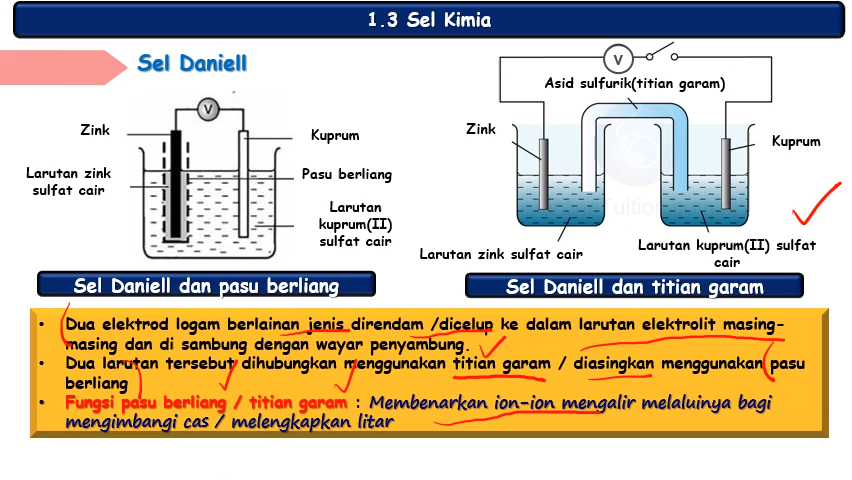 1.3 Sel Kimia
Sel Daniell
V
Zink
Kuprum
Larutan zink
sulfat cair
Pasu berliang
Larutan
kuprum(II)
sulfat cair
V
Asid sulfurik(titian garam)
Zink
Kuprum
Tuition
Larutan zink sulfat cair
Larutan kuprum(II) sulfat
cair
Sel Daniell dan pasu berliang
Sel Daniell dan titian garam
• Dua elektrod logam berlainan jenis direndam /dicelup ke dalam larutan elektrolit masing-
masing dan di sambung dengan wayar penyambung.
• Dua larutan tersebut dihubungkan menggunakan titian garam / diasingkan menggunakan pasu
berliang
• Fungsi pasu berliang / titian garam : Membenarkan ion-ion mengalir melaluinya bagi
mengimbangi cas / melengkapkan litar